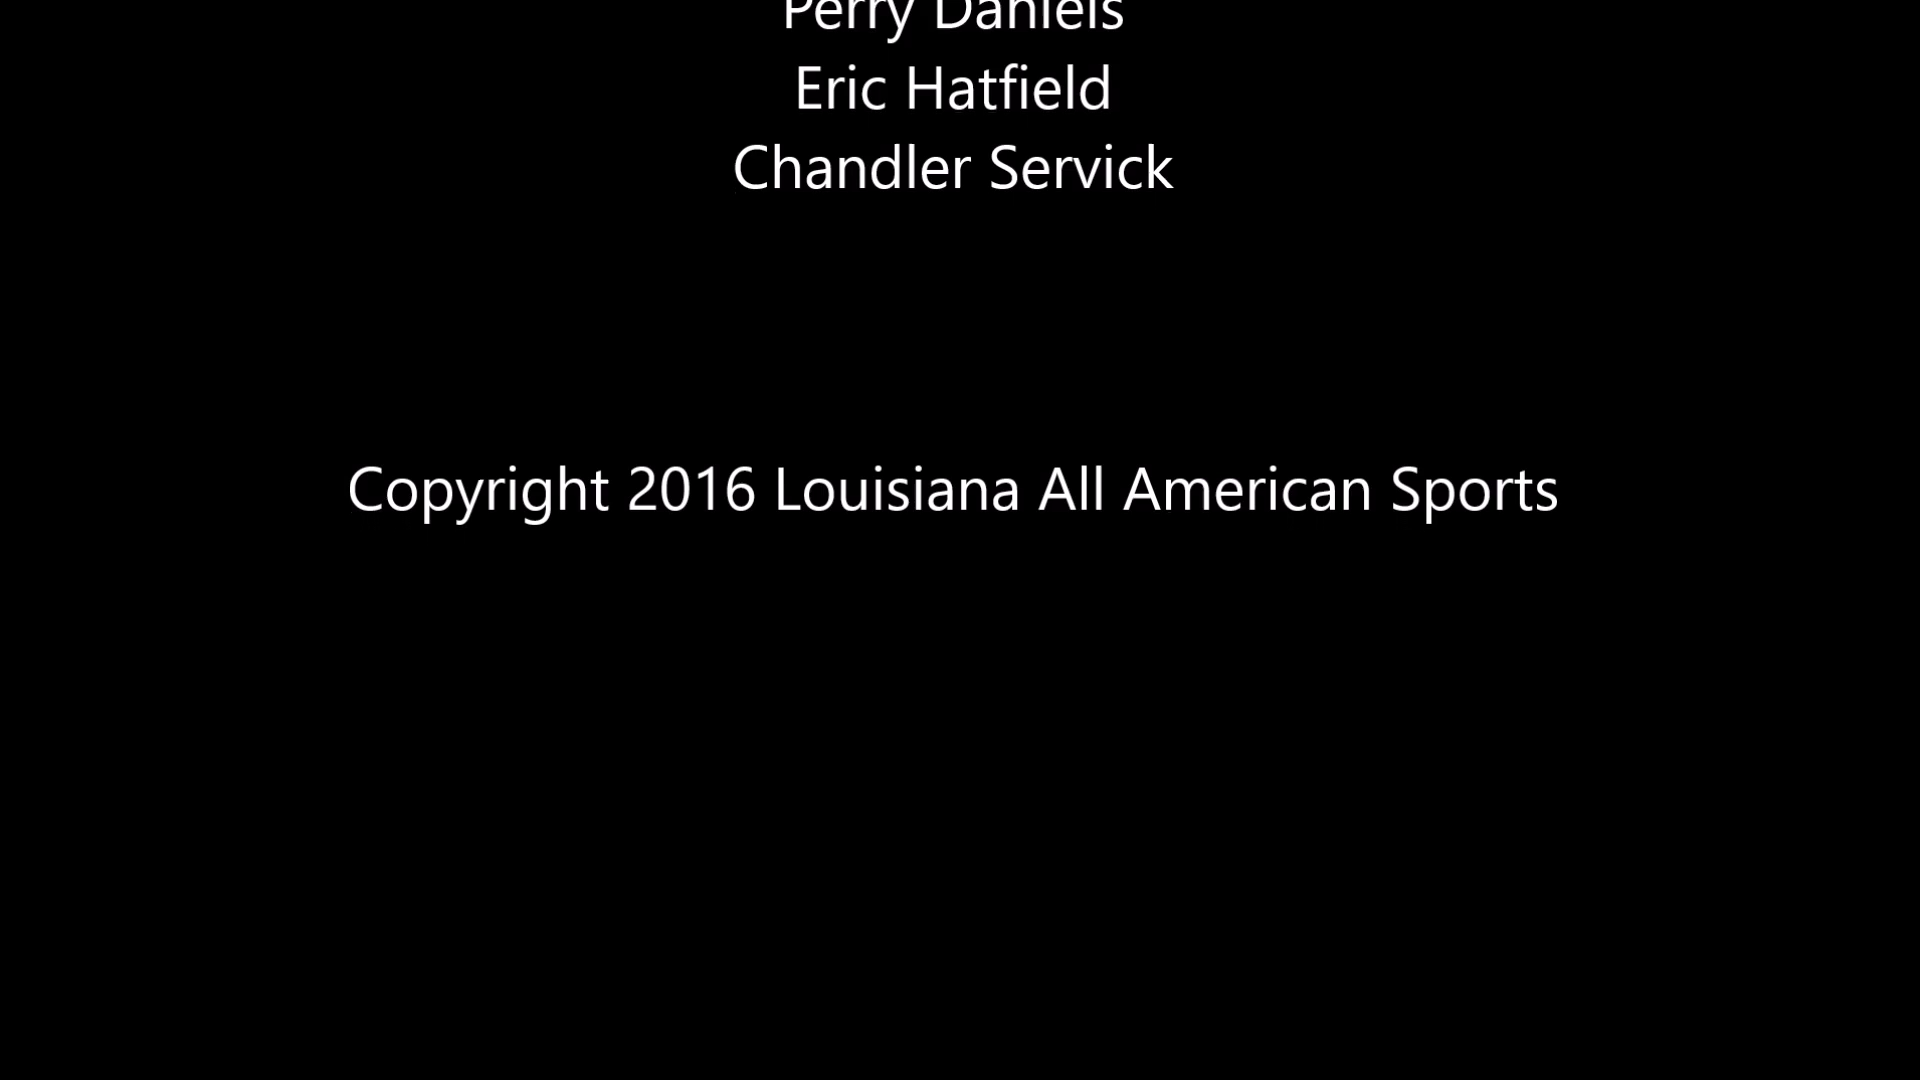 Perry Daniels
Eric Hatfield
Chandler Servick
Copyright 2016 Louisiana All American Sports